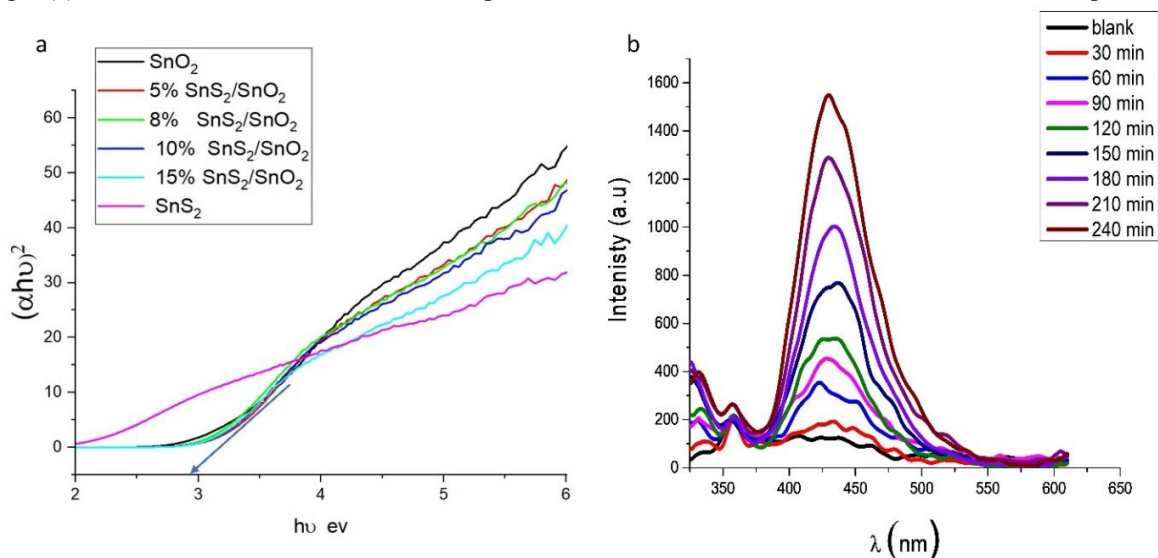 a
SnO2
5% SnS2/SnO2
8% SnS2/SnO2
10% SnS2/SnO2
15% SnS2/SnO2
SnS2
(αhυ)²
60
50
40
30
20
10
0
2 3 4 5 6
hυ ev
b
blank
30 min
60 min
90 min
120 min
150 min
180 min
210 min
240 min
Intenisty (a.u)
1600
1400
1200
1000
800
600
400
200
0
350 400 450 500 550 600 650
λ (nm)